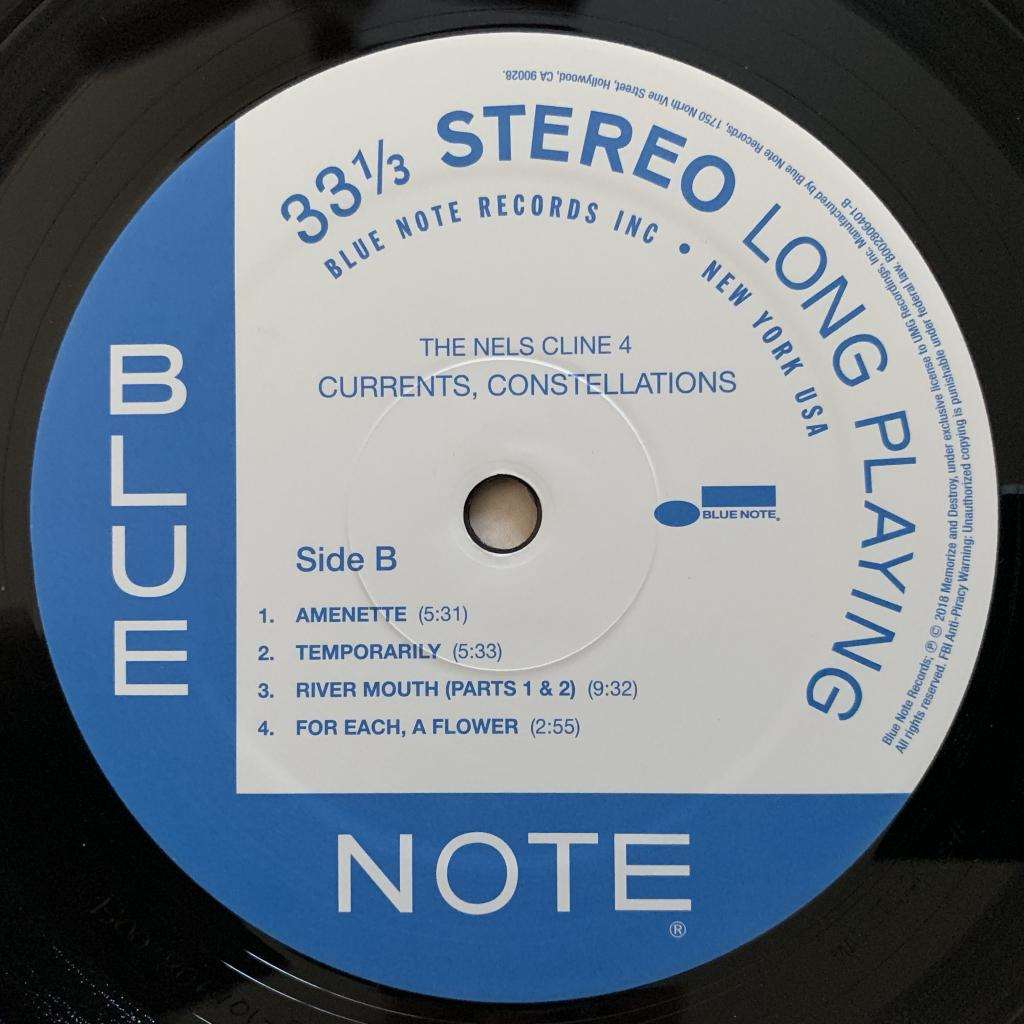 33⅓ STEREO LONG PLAYING
BLUE NOTE RECORDS INC • NEW YORK USA
THE NELS CLINE 4
CURRENTS, CONSTELLATIONS
BLUE NOTE®
Side B
1. AMENETTE (5:31)
2. TEMPORARILY (5:33)
3. RIVER MOUTH (PARTS 1 & 2) (9:32)
4. FOR EACH, A FLOWER (2:55)
BLUE
NOTE®
Blue Note Records; ℗ © 2018 Memorize and Destroy, under exclusive license to UMG Recordings, Inc. Manufactured by Blue Note Records, 1750 North Vine Street, Hollywood, CA 90028.
All rights reserved. FBI Anti-Piracy Warning: Unauthorized copying is punishable under federal law. B002806401-B